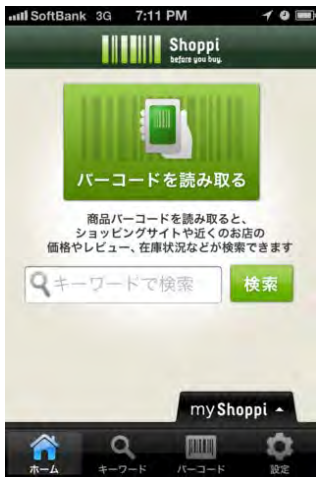 SoftBank 3G 7:11 PM
Shoppi
before you buy.
バーコードを読み取る
商品バーコードを読み取ると、
ショッピングサイトや近くのお店の
価格やレビュー、在庫状況などが検索できます
キーワードで検索 検索
my Shoppi
ホーム キーワード バーコード 設定